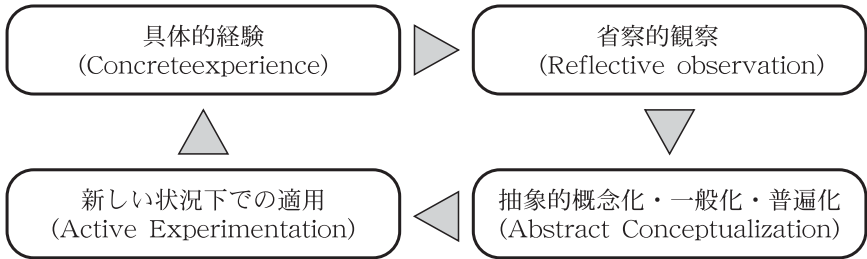 具体的経験
(Concreteexperience)
省察的観察
(Reflective observation)
新しい状況下での適用
(Active Experimentation)
抽象的概念化・一般化・普遍化
(Abstract Conceptualization)